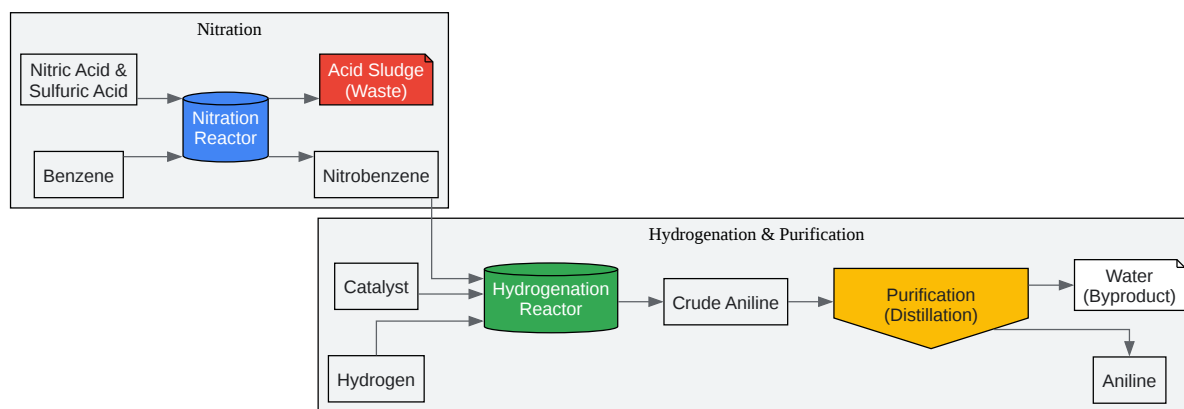 Nitration
Nitric Acid &
Sulfuric Acid
Acid Sludge
(Waste)
Nitration
Reactor
Benzene
Nitrobenzene
Hydrogenation & Purification
Catalyst
Hydrogenation
Reactor
Crude Aniline
Purification
(Distillation)
Water
(Byproduct)
Hydrogen
Aniline